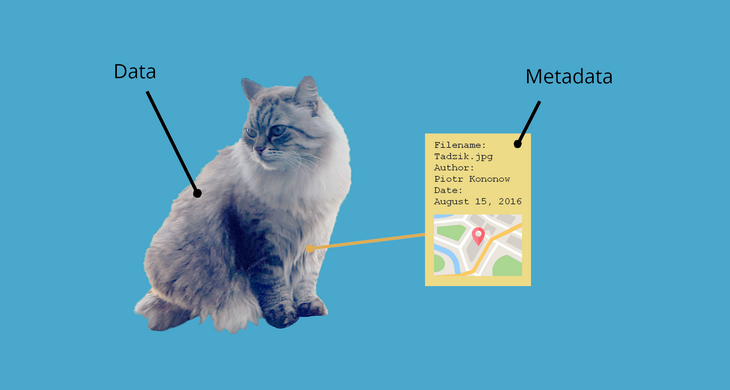 Data
Metadata
Filename:
Tadzik.jpg
Author:
Piotr Kononow
Date:
August 15, 2016